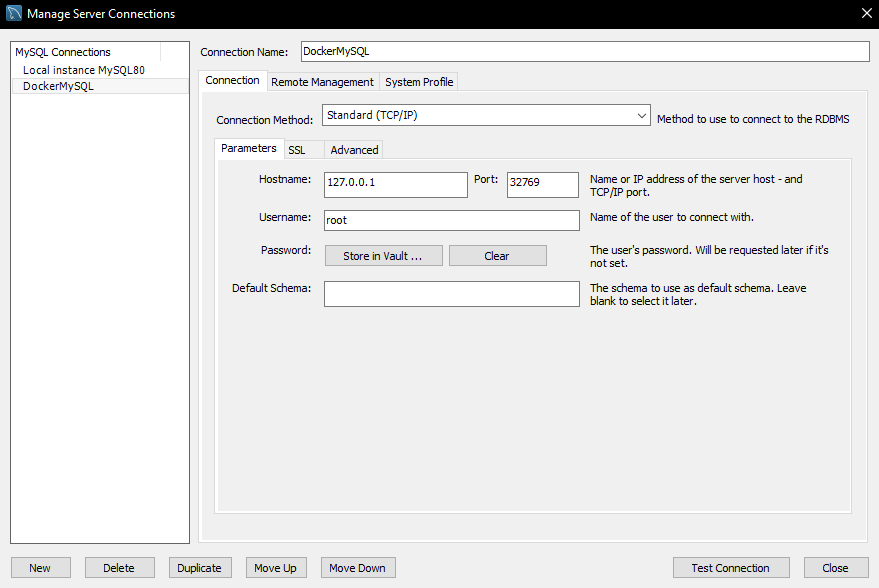 Manage Server Connections
MySQL Connections
Local instance MySQL80
DockerMySQL
Connection Name:
DockerMySQL
Connection
Remote Management
System Profile
Connection Method:
Standard (TCP/IP)
Method to use to connect to the RDBMS
Parameters
SSL
Advanced
Hostname:
127.0.0.1
Port:
32769
Name or IP address of the server host - and
TCP/IP port.
Username:
root
Name of the user to connect with.
Password:
Store in Vault ...
Clear
The user's password. Will be requested later if it's
not set.
Default Schema:
The schema to use as default schema. Leave
blank to select it later.
New
Delete
Duplicate
Move Up
Move Down
Test Connection
Close